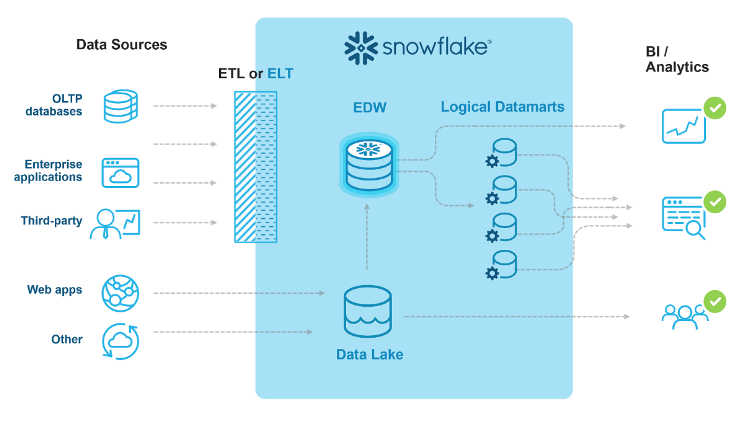 Data Sources
snowflake®
BI /
Analytics
ETL or ELT
OLTP
databases
EDW
Logical Datamarts
Enterprise
applications
Third-party
Web apps
Other
Data Lake